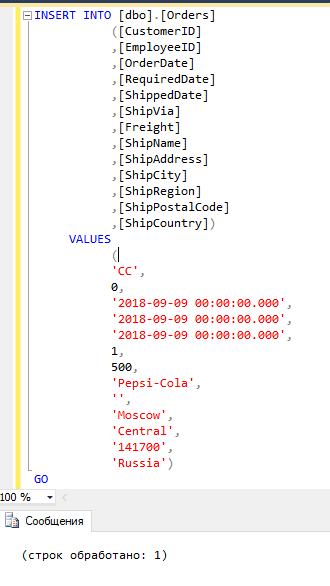 INSERT INTO [dbo].[Orders]
([CustomerID]
,[EmployeeID]
,[OrderDate]
,[RequiredDate]
,[ShippedDate]
,[ShipVia]
,[Freight]
,[ShipName]
,[ShipAddress]
,[ShipCity]
,[ShipRegion]
,[ShipPostalCode]
,[ShipCountry])
VALUES
(
'CC',
0,
'2018-09-09 00:00:00.000',
'2018-09-09 00:00:00.000',
'2018-09-09 00:00:00.000',
1,
500,
'Pepsi-Cola',
'',
'Moscow',
'Central',
'141700',
'Russia')
GO
100 %
Сообщения
(строк обработано: 1)